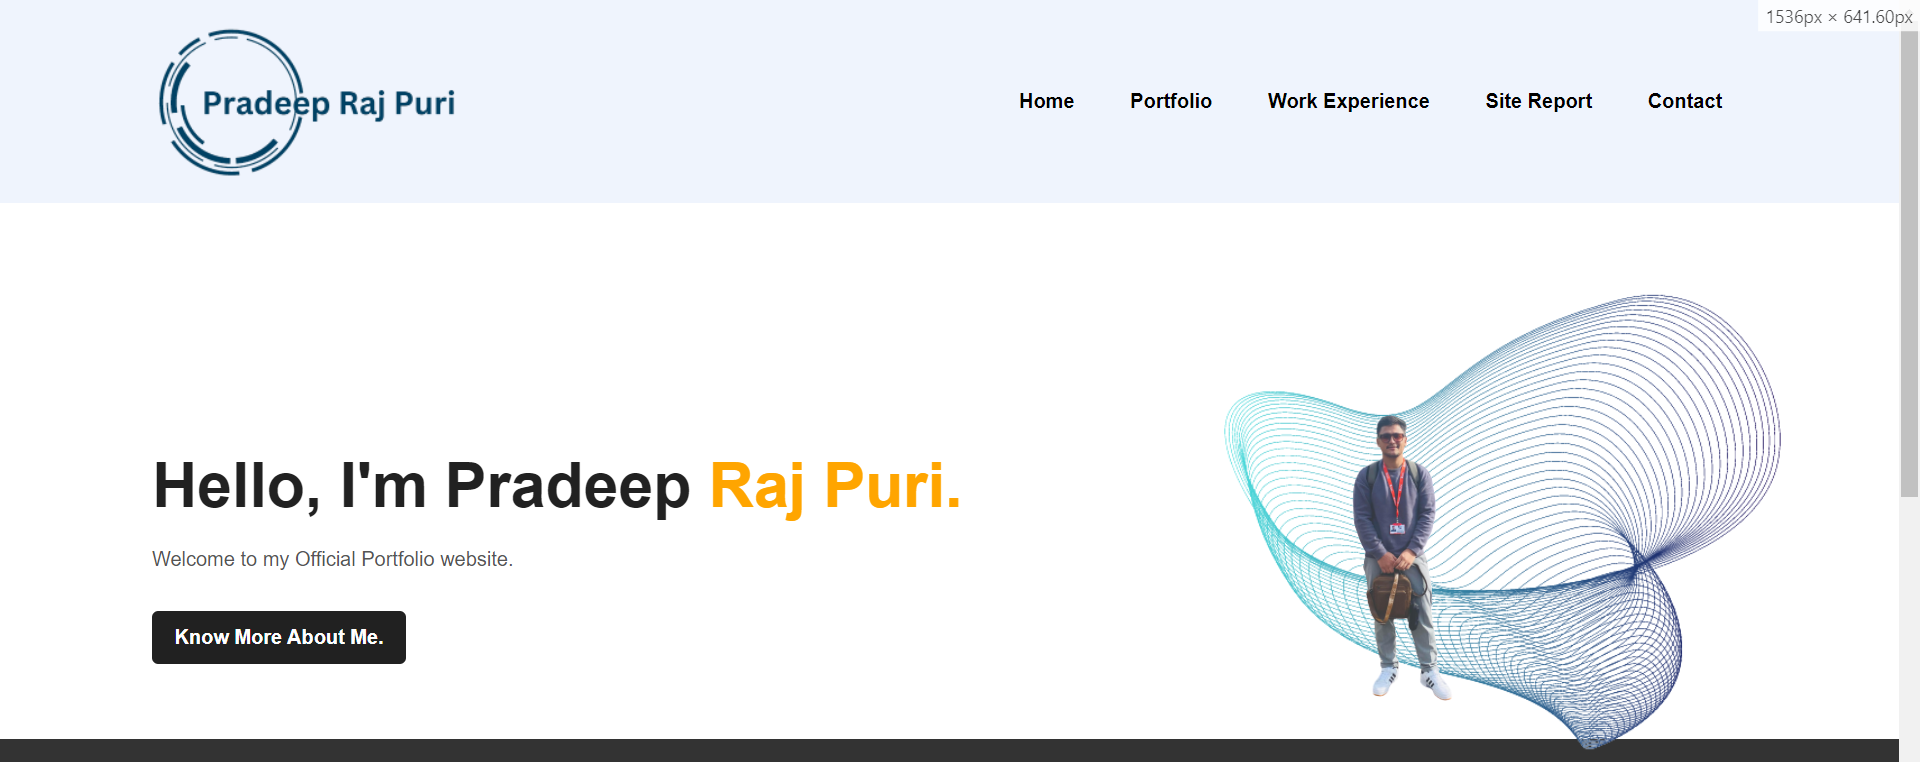 1536px × 641.60px
Pradeep Raj Puri
Home Portfolio Work Experience Site Report Contact
Hello, I'm Pradeep Raj Puri.
Welcome to my Official Portfolio website.
Know More About Me.